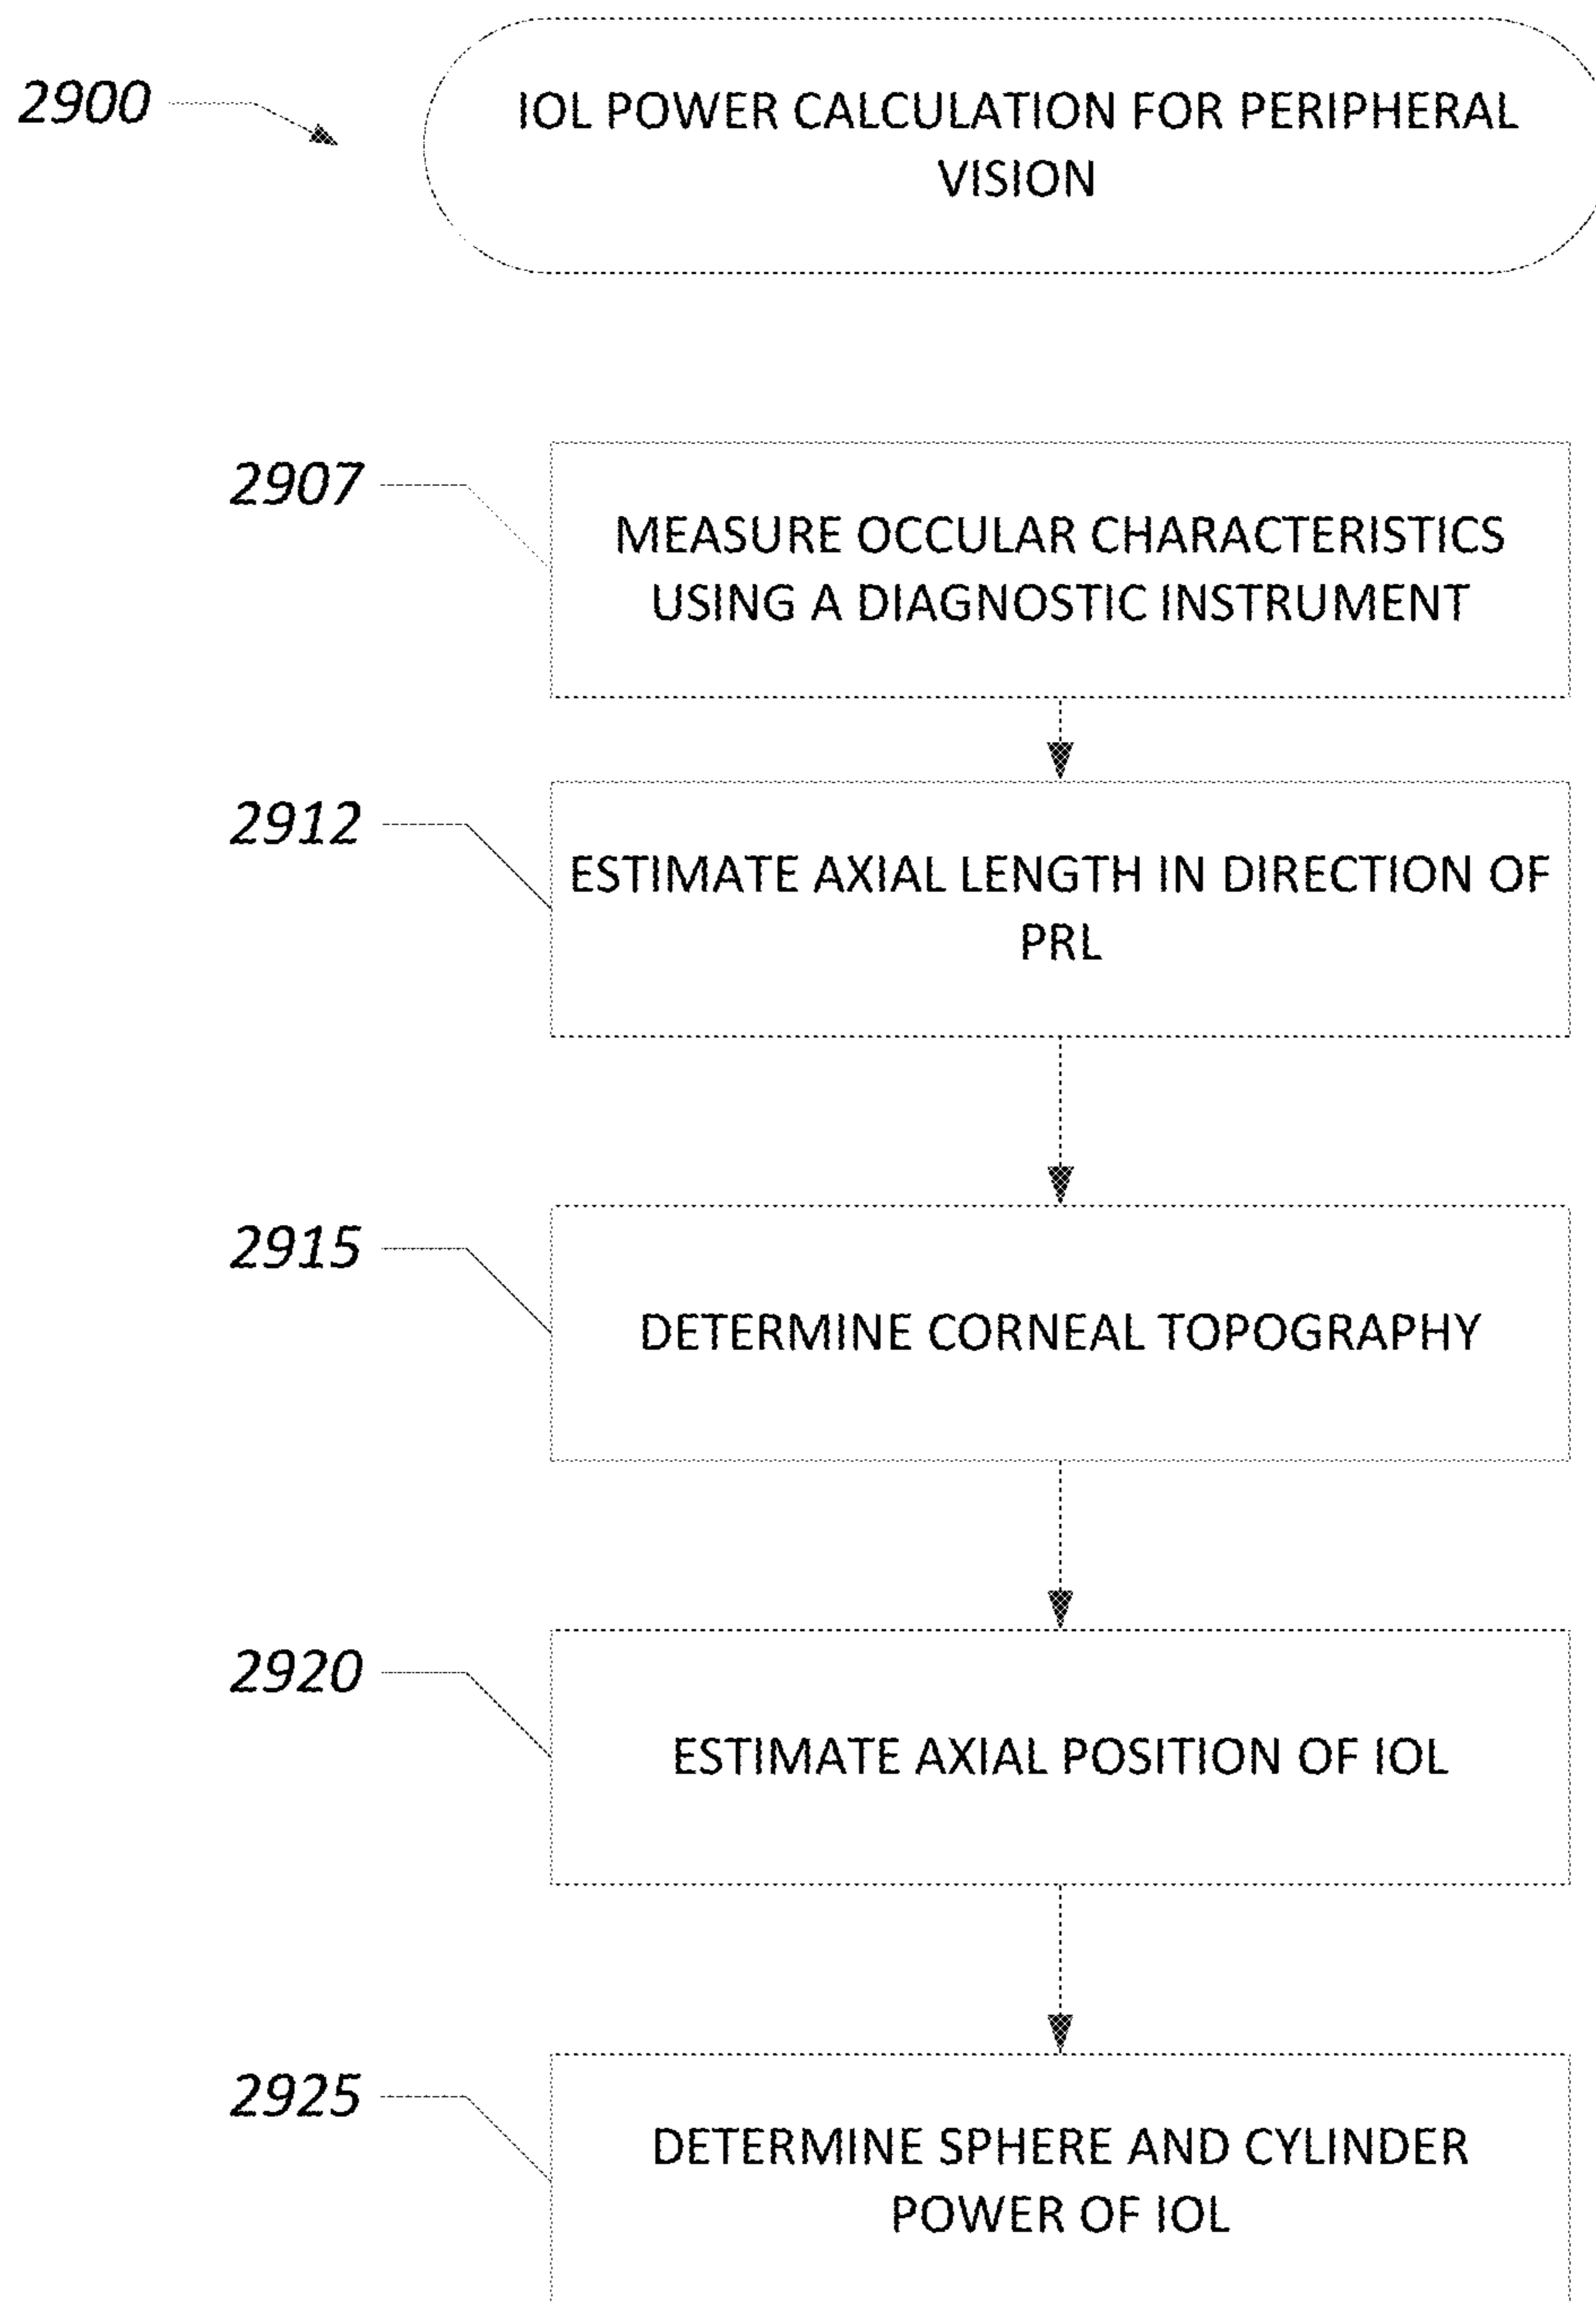 2900
IOL POWER CALCULATION FOR PERIPHERAL
VISION
2907
MEASURE OCCULAR CHARACTERISTICS
USING A DIAGNOSTIC INSTRUMENT
2912
ESTIMATE AXIAL LENGTH IN DIRECTION OF
PRL
2915
DETERMINE CORNEAL TOPOGRAPHY
2920
ESTIMATE AXIAL POSITION OF IOL
2925
DETERMINE SPHERE AND CYLINDER
POWER OF IOL